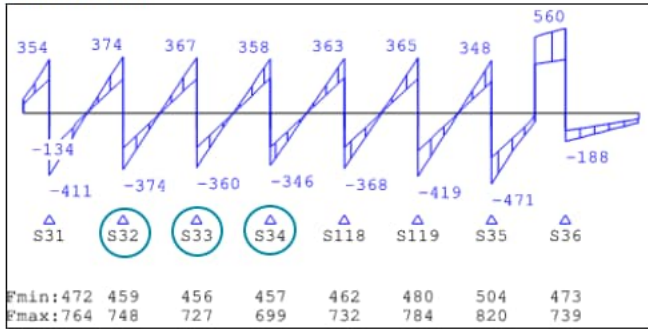 354 374 367 358 363 365 348 560
-134
-411 -374 -360 -346 -368 -419 -471 -188
S31 S32 S33 S34 S118 S119 S35 S36
Fmin:472 459 456 457 462 480 504 473
Fmax:764 748 727 699 732 784 820 739